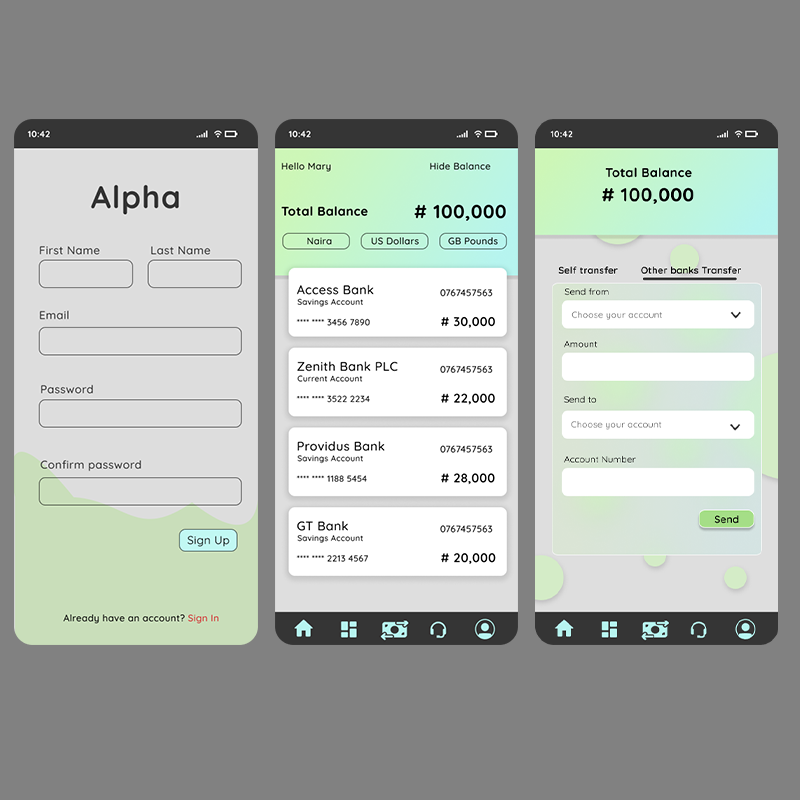 10:42
Alpha
First Name Last Name
Email
Password
Confirm password
Sign Up
Already have an account? Sign In
10:42
Hello Mary Hide Balance
Total Balance # 100,000
Naira US Dollars GB Pounds
Access Bank 0767457563
Savings Account
**** **** 3456 7890 # 30,000
Zenith Bank PLC 0767457563
Current Account
**** **** 3522 2234 # 22,000
Providus Bank 0767457563
Savings Account
**** **** 1188 5454 # 28,000
GT Bank 0767457563
Savings Account
**** **** 2213 4567 # 20,000
10:42
Total Balance
# 100,000
Self transfer Other banks Transfer
Send from
Choose your account
Amount
Send to
Choose your account
Account Number
Send